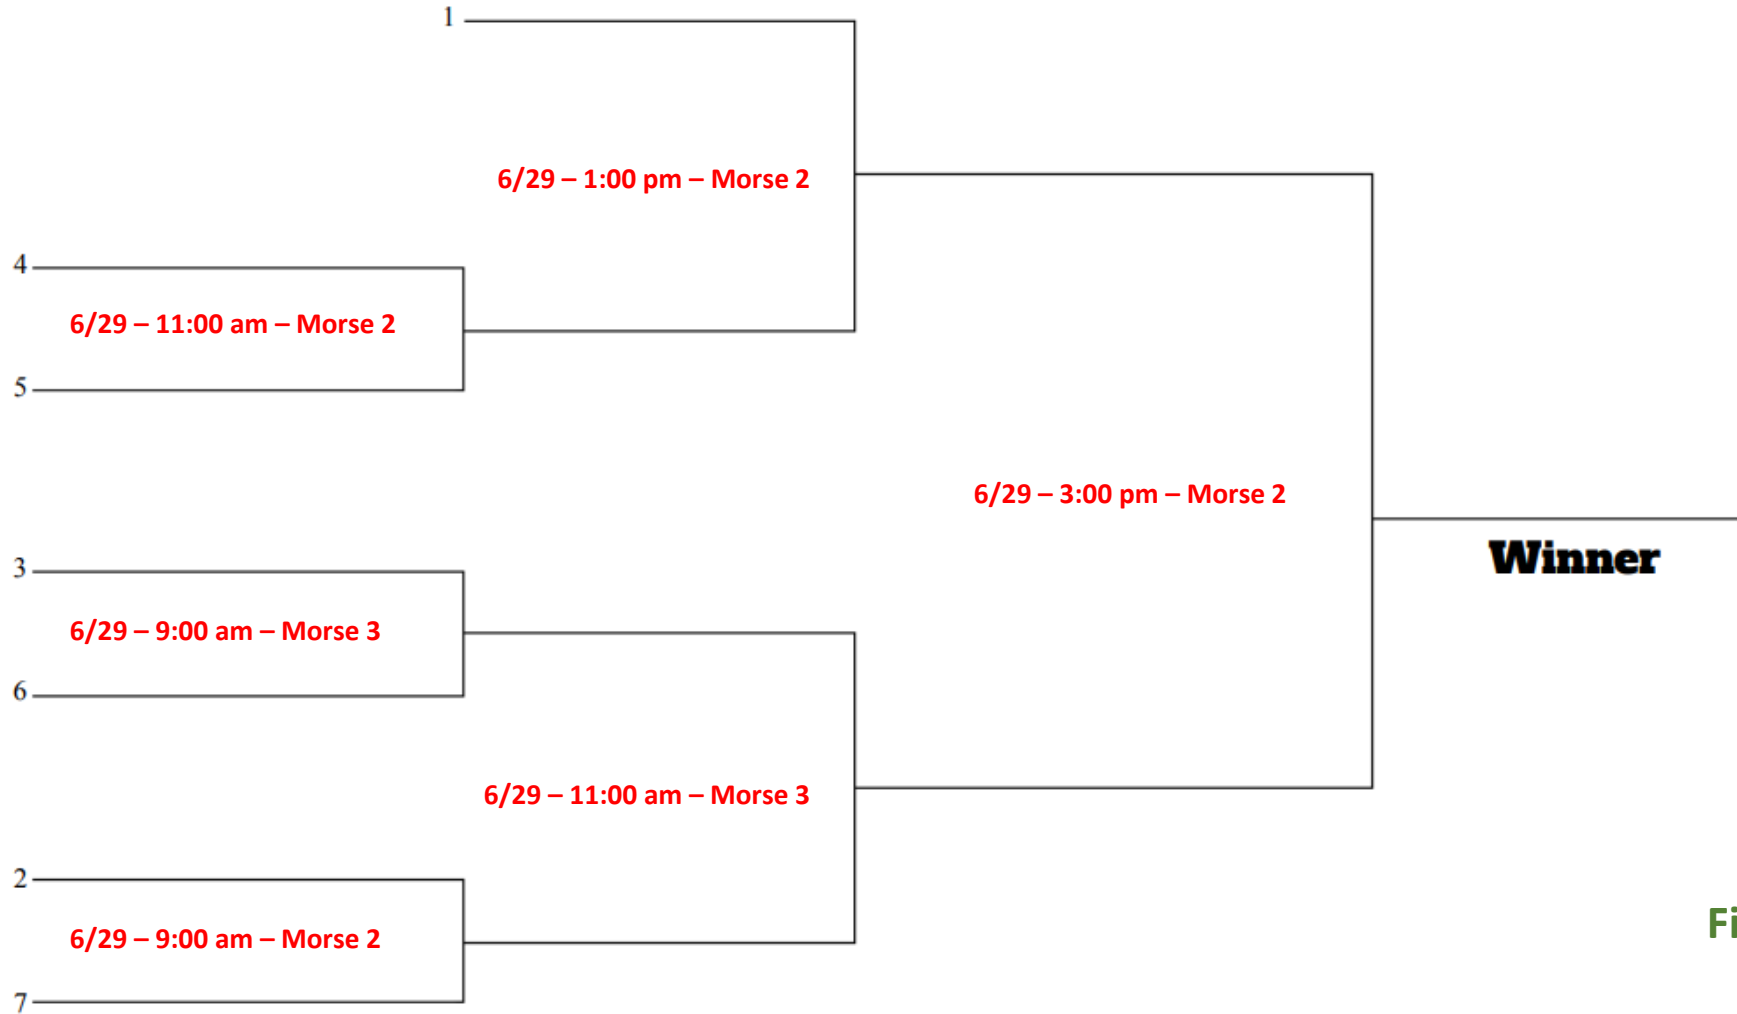 1
6/29 – 1:00 pm – Morse 2
4
6/29 – 11:00 am – Morse 2
5
6/29 – 3:00 pm – Morse 2
Winner
3
6/29 – 9:00 am – Morse 3
6
6/29 – 11:00 am – Morse 3
2
Fi
6/29 – 9:00 am – Morse 2
7